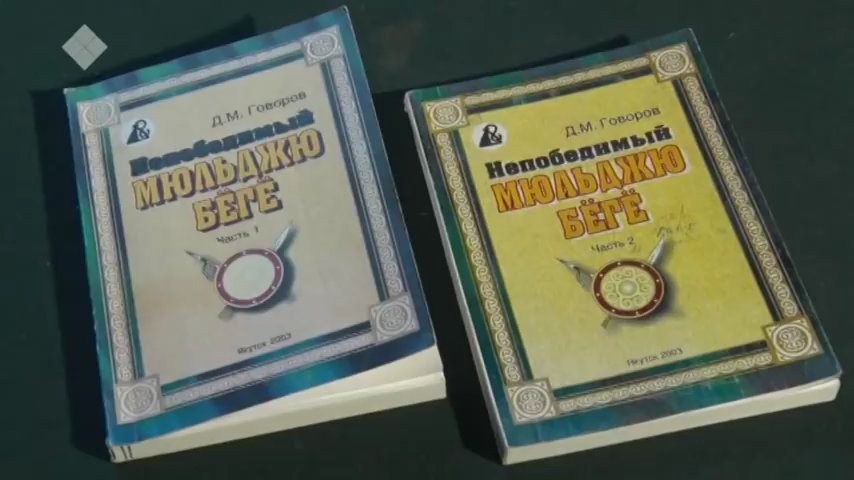 Д.М. Говоров
Непобедимый
МЮЛЬДЖЮ
БЁГЁ
Часть 1
Якутск 2003
Д.М. Говоров
Непобедимый
МЮЛЬДЖЮ
БЁГЁ
Часть 2
Якутск 2003